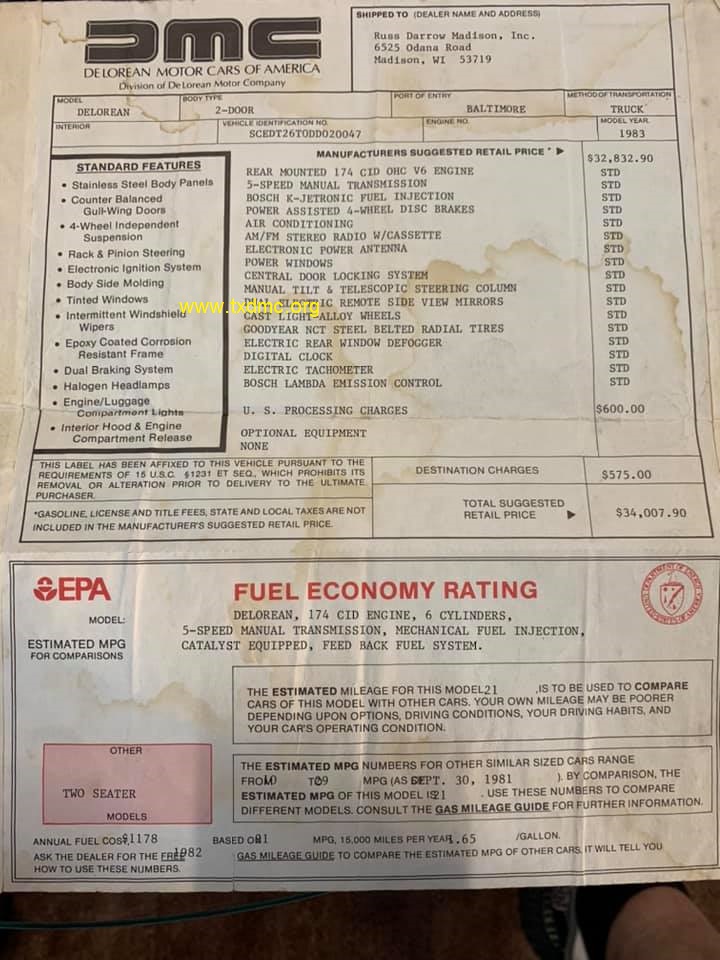 DMC
DE LOREAN MOTOR CARS OF AMERICA
Division of De Lorean Motor Company
SHIPPED TO (DEALER NAME AND ADDRESS)
Russ Darrow Madison, Inc.
6525 Odana Road
Madison, WI 53719
MODEL
DELOREAN
BODY TYPE
2-DOOR
PORT OF ENTRY
BALTIMORE
METHOD OF TRANSPORTATION
TRUCK
INTERIOR
VEHICLE IDENTIFICATION NO.
SCEDT26TODD020047
ENGINE NO.
MODEL YEAR
1983
STANDARD FEATURES
• Stainless Steel Body Panels
• Counter Balanced
Gull-Wing Doors
• 4-Wheel Independent
Suspension
• Rack & Pinion Steering
• Electronic Ignition System
• Body Side Molding
• Tinted Windows
• Intermittent Windshield
Wipers
• Epoxy Coated Corrosion
Resistant Frame
• Dual Braking System
• Halogen Headlamps
• Engine/Luggage
Compartment Lights
• Interior Hood & Engine
Compartment Release
MANUFACTURERS SUGGESTED RETAIL PRICE * ▶ $32,832.90
REAR MOUNTED 174 CID OHC V6 ENGINE STD
5-SPEED MANUAL TRANSMISSION STD
BOSCH K-JETRONIC FUEL INJECTION STD
POWER ASSISTED 4-WHEEL DISC BRAKES STD
AIR CONDITIONING STD
AM/FM STEREO RADIO W/CASSETTE STD
ELECTRONIC POWER ANTENNA STD
POWER WINDOWS STD
CENTRAL DOOR LOCKING SYSTEM STD
MANUAL TILT & TELESCOPIC STEERING COLUMN STD
ELECTRIC REMOTE SIDE VIEW MIRRORS STD
www.txdmc.org
CAST LIGHT ALLOY WHEELS STD
GOODYEAR NCT STEEL BELTED RADIAL TIRES STD
ELECTRIC REAR WINDOW DEFOGGER STD
DIGITAL CLOCK STD
ELECTRIC TACHOMETER STD
BOSCH LAMBDA EMISSION CONTROL STD
U. S. PROCESSING CHARGES $600.00
OPTIONAL EQUIPMENT
NONE
THIS LABEL HAS BEEN AFFIXED TO THIS VEHICLE PURSUANT TO THE
REQUIREMENTS OF 15 U.S.C. §1231 ET SEQ., WHICH PROHIBITS ITS
REMOVAL OR ALTERATION PRIOR TO DELIVERY TO THE ULTIMATE
PURCHASER.
*GASOLINE, LICENSE AND TITLE FEES, STATE AND LOCAL TAXES ARE NOT
INCLUDED IN THE MANUFACTURER'S SUGGESTED RETAIL PRICE.
DESTINATION CHARGES $575.00
TOTAL SUGGESTED
RETAIL PRICE ▶ $34,007.90
EPA
FUEL ECONOMY RATING
MODEL:
DELOREAN, 174 CID ENGINE, 6 CYLINDERS,
5-SPEED MANUAL TRANSMISSION, MECHANICAL FUEL INJECTION,
CATALYST EQUIPPED, FEED BACK FUEL SYSTEM.
ESTIMATED MPG
FOR COMPARISONS
THE ESTIMATED MILEAGE FOR THIS MODEL 21 ,IS TO BE USED TO COMPARE
CARS OF THIS MODEL WITH OTHER CARS. YOUR OWN MILEAGE MAY BE POORER
DEPENDING UPON OPTIONS, DRIVING CONDITIONS, YOUR DRIVING HABITS, AND
YOUR CAR'S OPERATING CONDITION.
OTHER
TWO SEATER
MODELS
THE ESTIMATED MPG NUMBERS FOR OTHER SIMILAR SIZED CARS RANGE
FROM 10 TO 29 MPG (AS OF SEPT. 30, 1981 ). BY COMPARISON, THE
ESTIMATED MPG OF THIS MODEL IS 21 . USE THESE NUMBERS TO COMPARE
DIFFERENT MODELS. CONSULT THE GAS MILEAGE GUIDE FOR FURTHER INFORMATION.
ANNUAL FUEL COST $1178 BASED ON 21 MPG, 15,000 MILES PER YEAR 1.65 /GALLON.
ASK THE DEALER FOR THE FREE 1982 GAS MILEAGE GUIDE TO COMPARE THE ESTIMATED MPG OF OTHER CARS. IT WILL TELL YOU
HOW TO USE THESE NUMBERS.